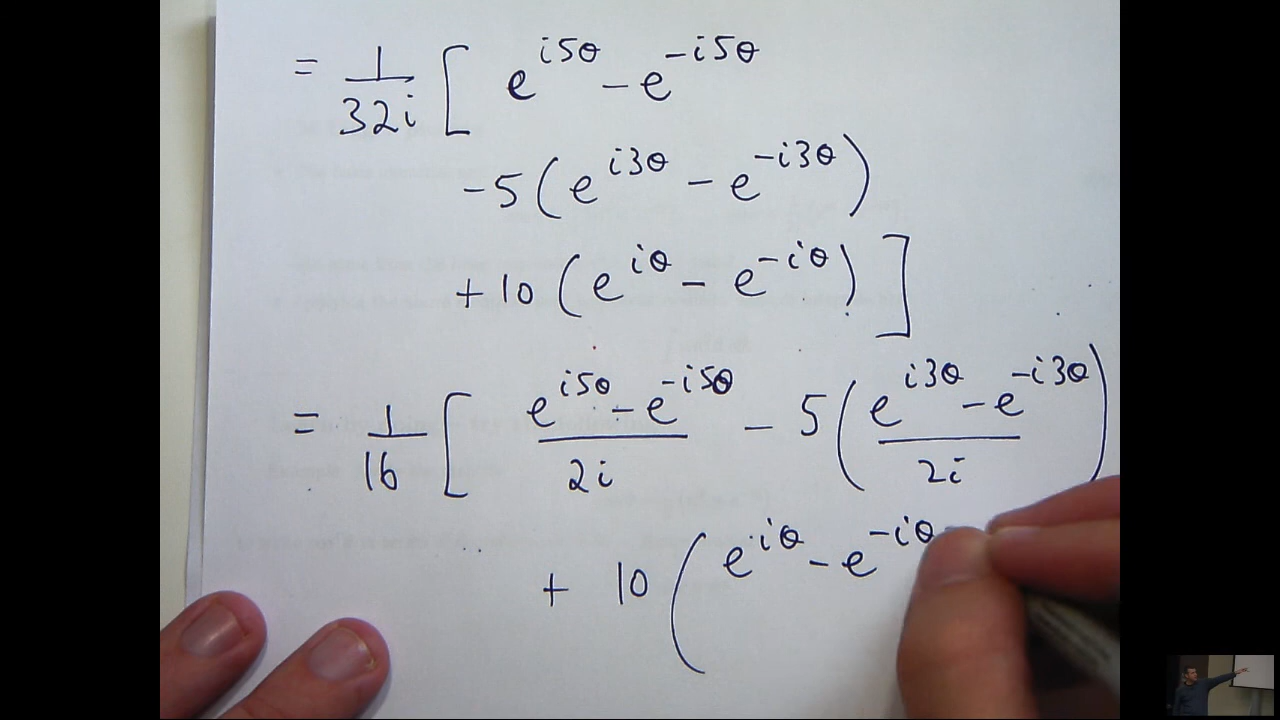 = 1/32i [ e^{i5θ} - e^{-i5θ}
-5 ( e^{i3θ} - e^{-i3θ} )
+10 ( e^{iθ} - e^{-iθ} ) ]
= 1/16 [ (e^{i5θ} - e^{-i5θ})/2i - 5 ( (e^{i3θ} - e^{-i3θ})/2i )
+ 10 ( e^{iθ} - e^{-iθ}